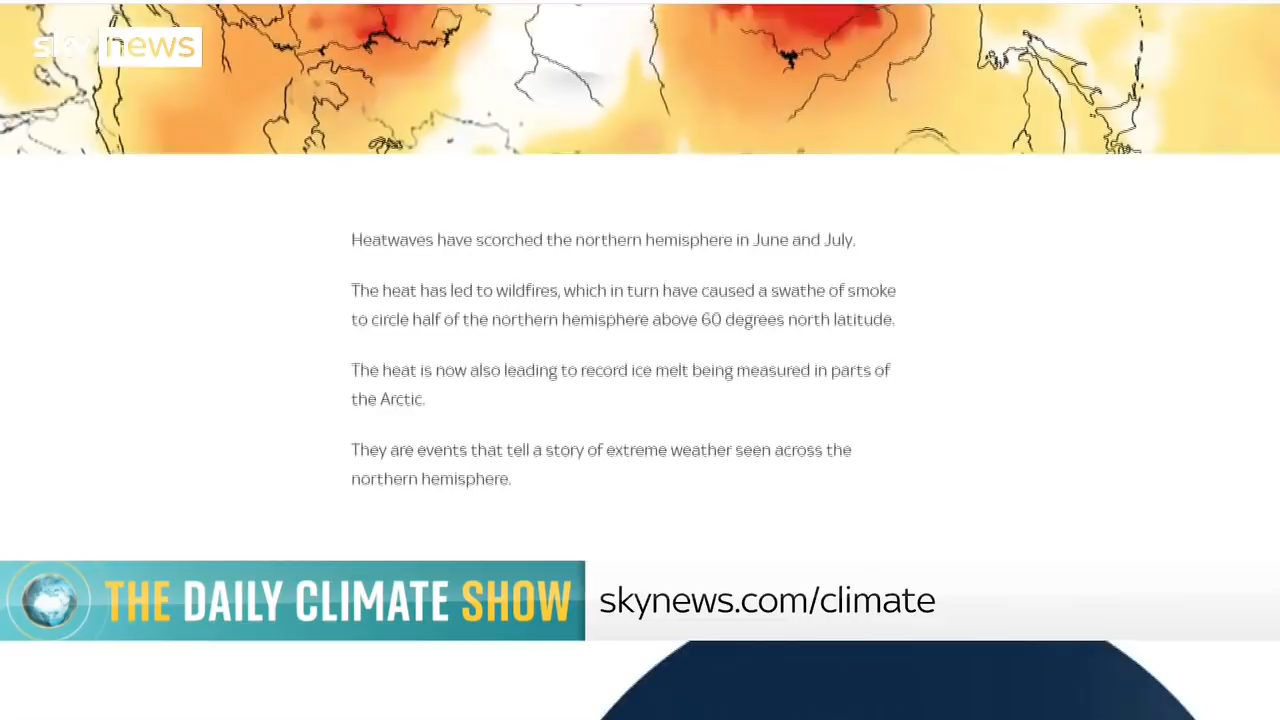 sky news
Heatwaves have scorched the northern hemisphere in June and July.
The heat has led to wildfires, which in turn have caused a swathe of smoke
to circle half of the northern hemisphere above 60 degrees north latitude.
The heat is now also leading to record ice melt being measured in parts of
the Arctic.
They are events that tell a story of extreme weather seen across the
northern hemisphere.
THE DAILY CLIMATE SHOW
skynews.com/climate